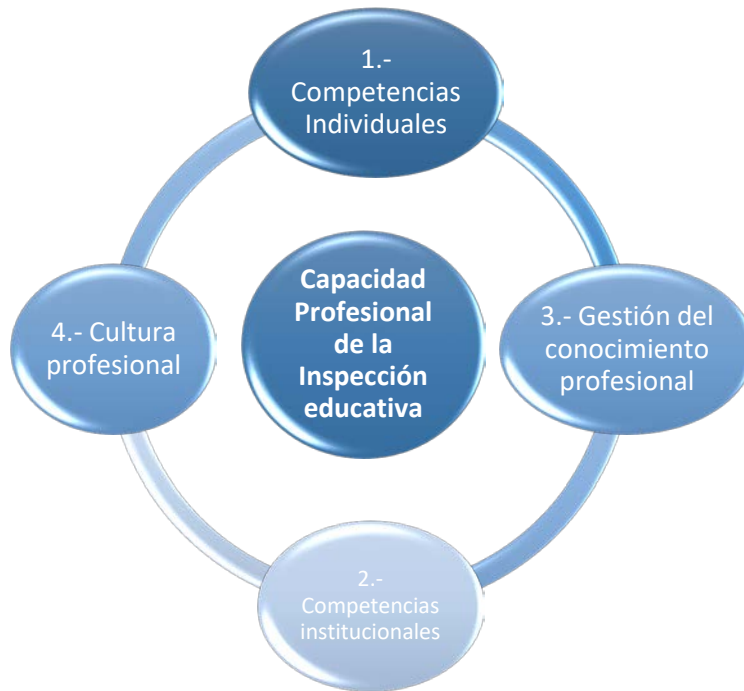 1.-
Competencias
Individuales
Capacidad
Profesional
de la
Inspección
educativa
4.- Cultura
profesional
3.- Gestión del
conocimiento
profesional
2.-
Competencias
institucionales